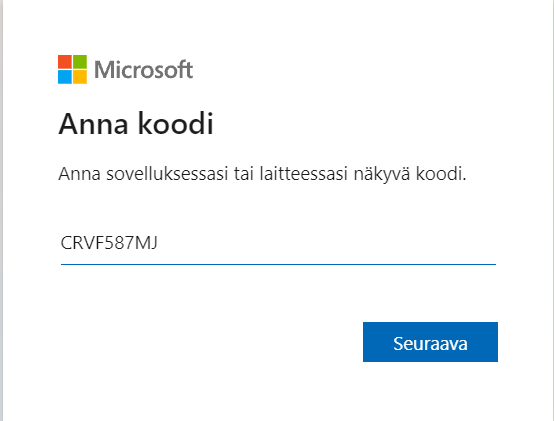 Microsoft
Anna koodi
Anna sovelluksessasi tai laitteessasi näkyvä koodi.
CRVF587MJ
Seuraava